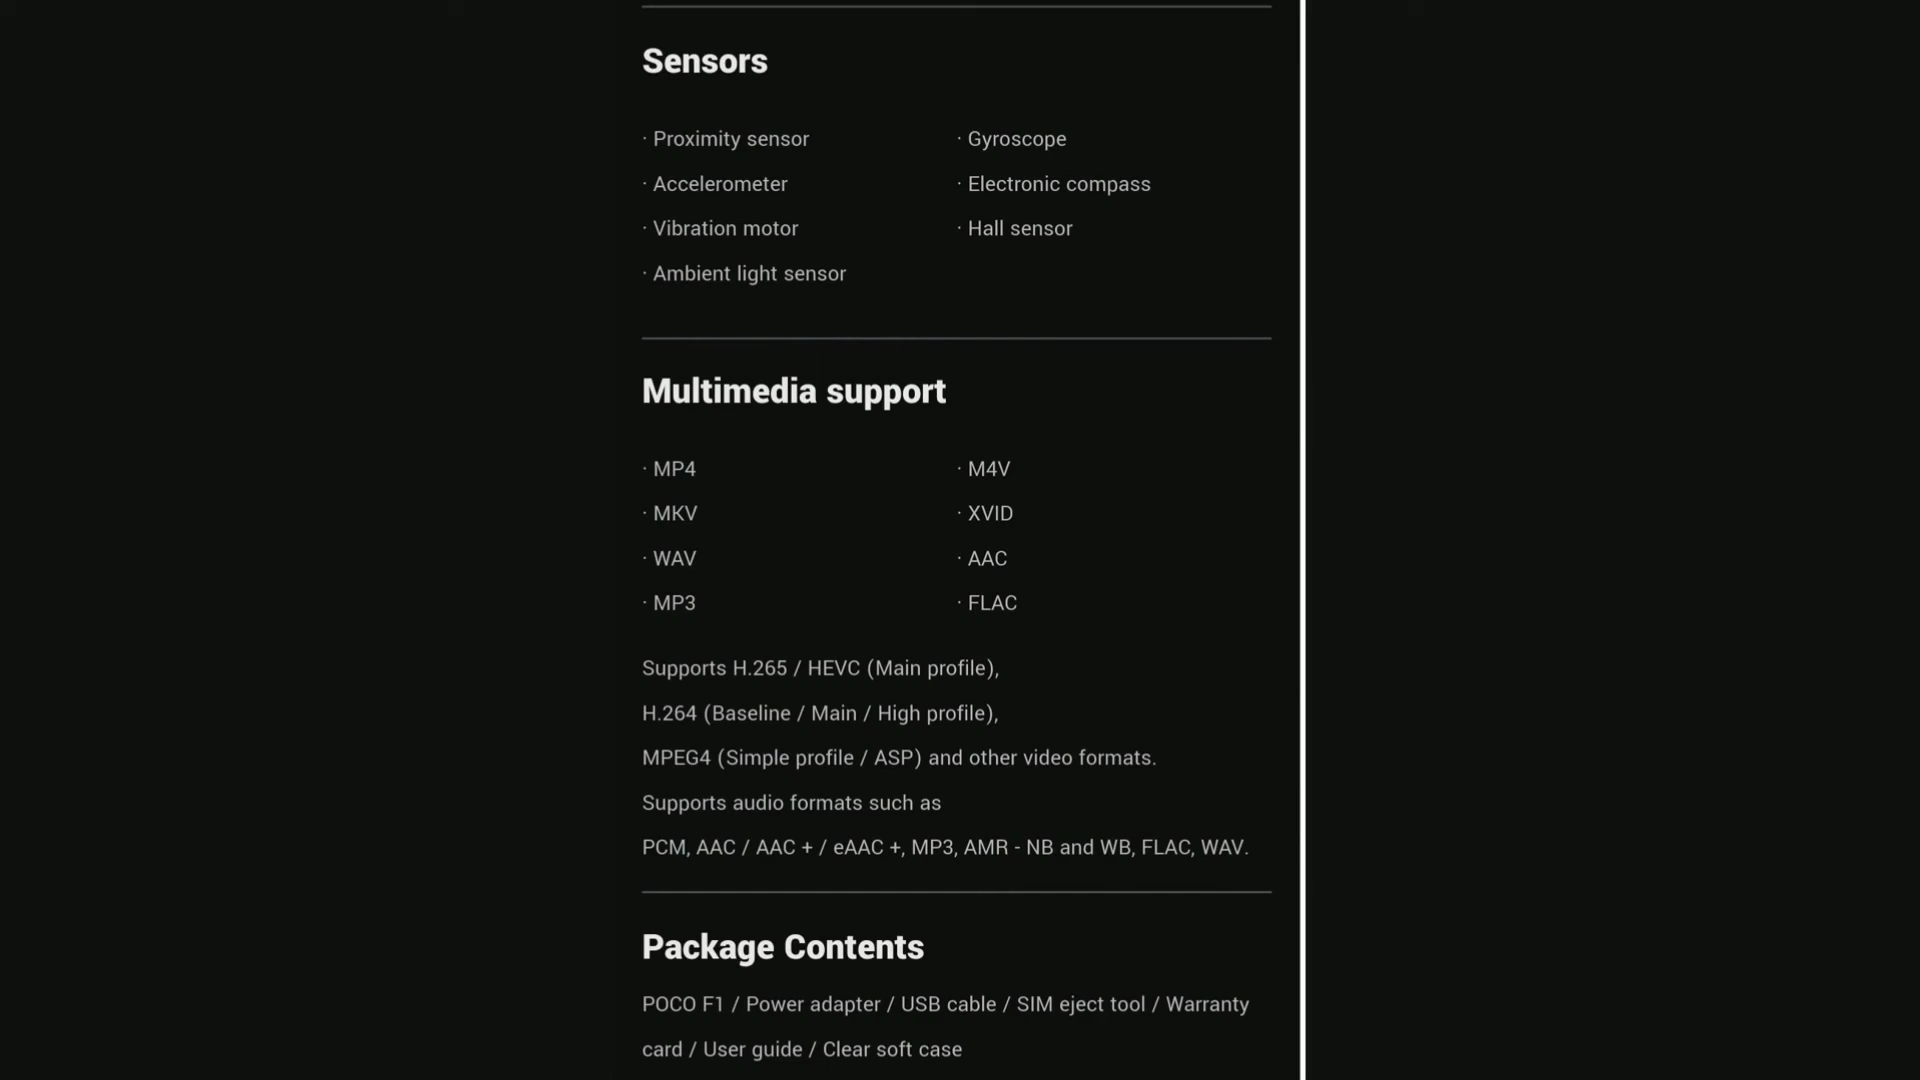 Sensors
· Proximity sensor
· Gyroscope
· Accelerometer
· Electronic compass
· Vibration motor
· Hall sensor
· Ambient light sensor
Multimedia support
· MP4
· M4V
· MKV
· XVID
· WAV
· AAC
· MP3
· FLAC
Supports H.265 / HEVC (Main profile),
H.264 (Baseline / Main / High profile),
MPEG4 (Simple profile / ASP) and other video formats.
Supports audio formats such as
PCM, AAC / AAC + / eAAC +, MP3, AMR - NB and WB, FLAC, WAV.
Package Contents
POCO F1 / Power adapter / USB cable / SIM eject tool / Warranty
card / User guide / Clear soft case